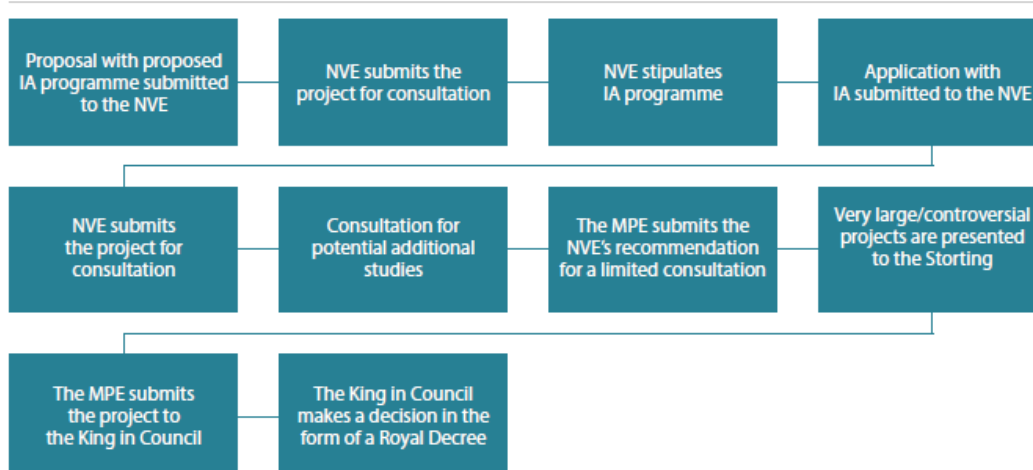 Proposal with proposed
IA programme submitted
to the NVE
NVE submits the
project for consultation
NVE stipulates
IA programme
Application with
IA submitted to the NVE
NVE submits
the project for
consultation
Consultation for
potential additional
studies
The MPE submits the
NVE's recommendation
for a limited consultation
Very large/controversial
projects are presented
to the Storting
The MPE submits
the project to
the King in Council
The King in Council
makes a decision in the
form of a Royal Decree